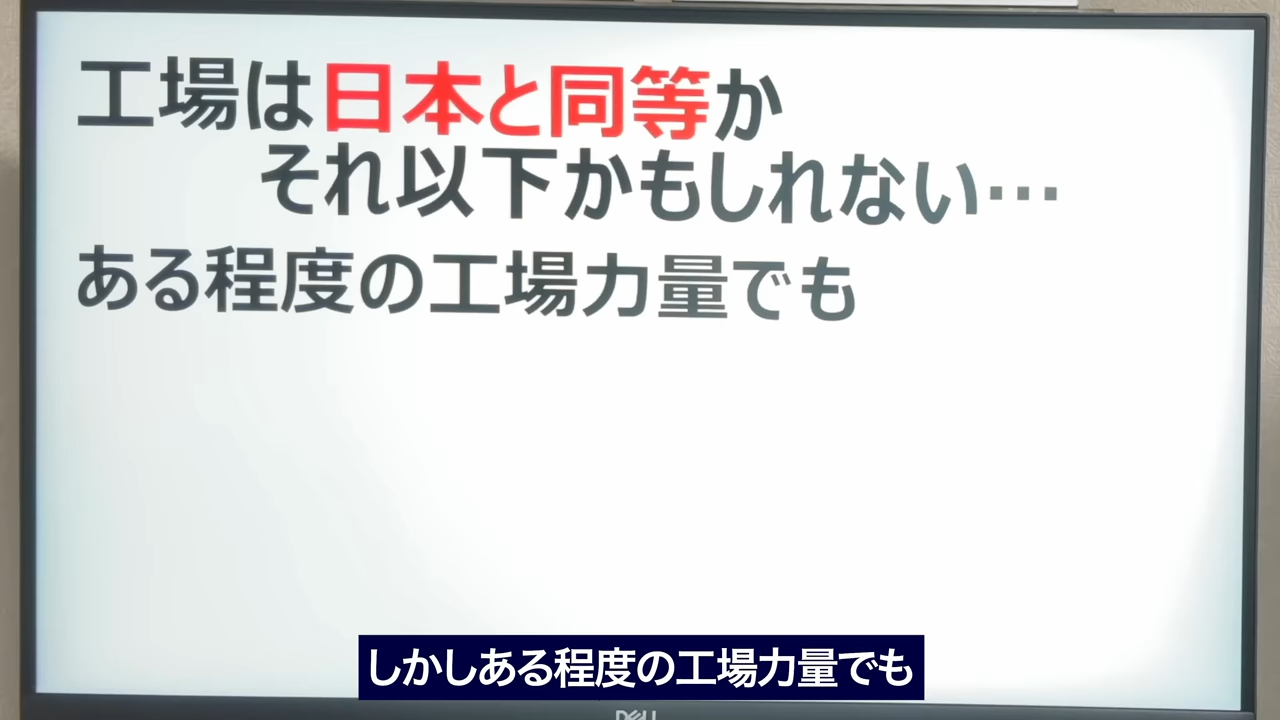 工場は日本と同等か
それ以下かもしれない…
ある程度の工場力量でも
しかしある程度の工場力量でも
DELL